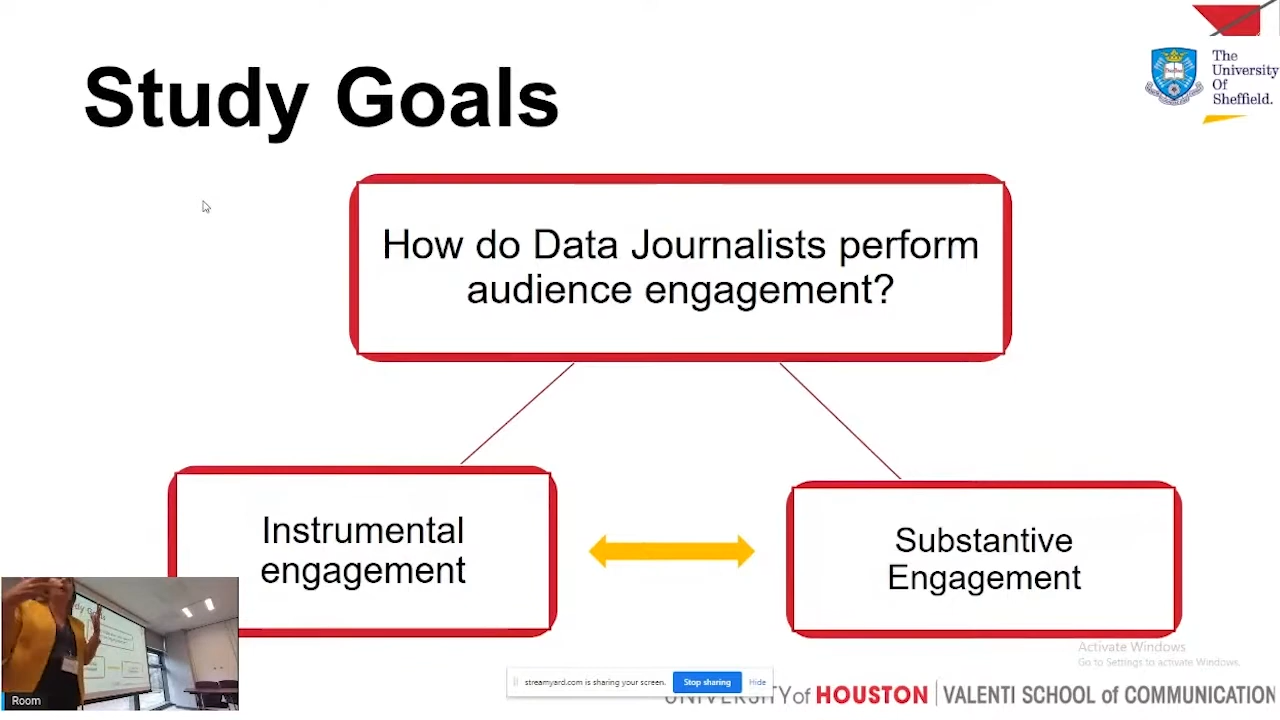 Study Goals
The
University
Of
Sheffield.
How do Data Journalists perform
audience engagement?
Instrumental
engagement
Substantive
Engagement
Activate Windows
Go to Settings to activate Windows.
streamyard.com is sharing your screen.
Stop sharing
Hide
UNIVERSITY of HOUSTON | VALENTI SCHOOL of COMMUNICATION
Room